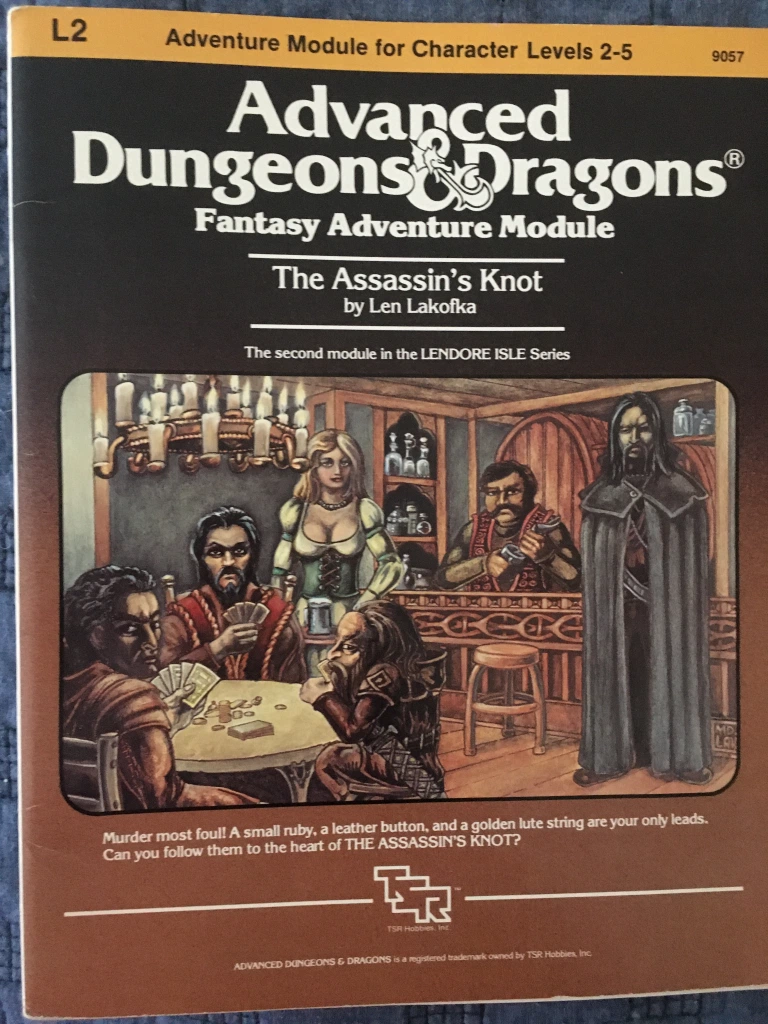 L2
Adventure Module for Character Levels 2-5
9057
Advanced
Dungeons & Dragons®
Fantasy Adventure Module
The Assassin's Knot
by Len Lakofka
The second module in the LENDORE ISLE Series
Murder most foul! A small ruby, a leather button, and a golden lute string are your only leads.
Can you follow them to the heart of THE ASSASSIN'S KNOT?
TSR™
TSR Hobbies, Inc.
ADVANCED DUNGEONS & DRAGONS is a registered trademark owned by TSR Hobbies, Inc.